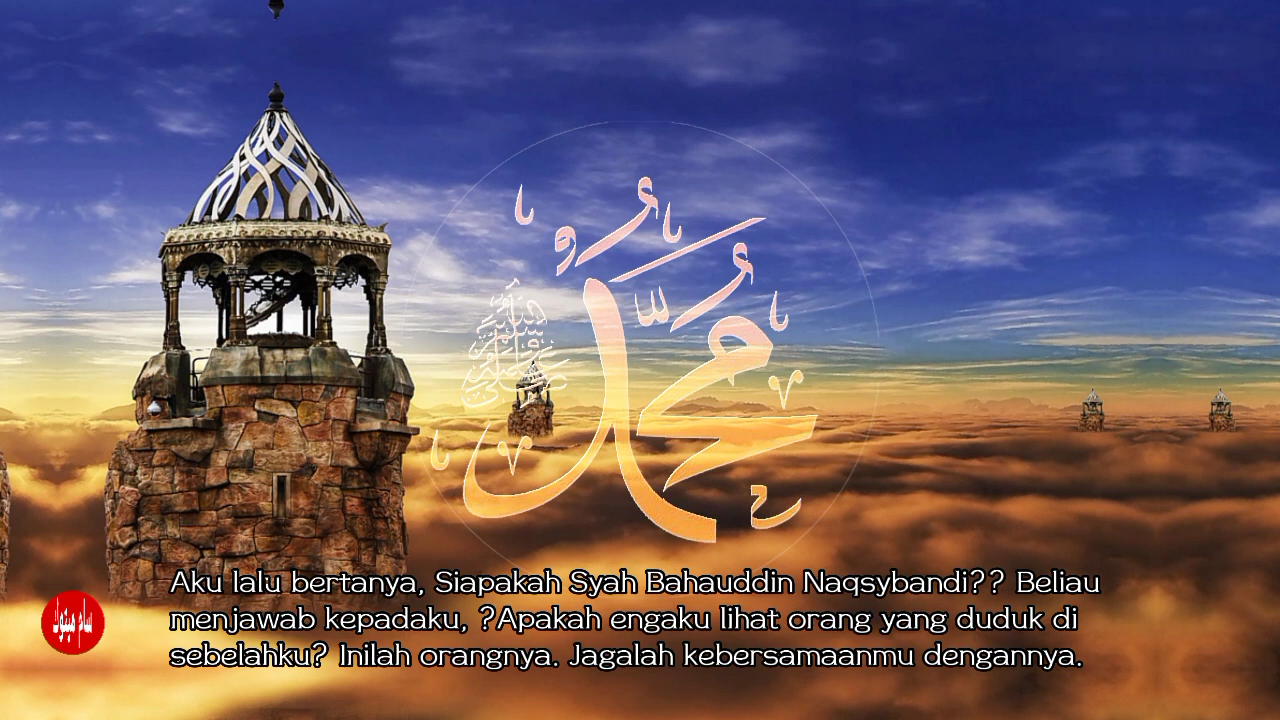 مُحَمَّدٌ
Aku lalu bertanya, Siapakah Syah Bahauddin Naqsybandi?? Beliau
menjawab kepadaku, ?Apakah engaku lihat orang yang duduk di
sebelahku? Inilah orangnya. Jagalah kebersamaanmu dengannya.